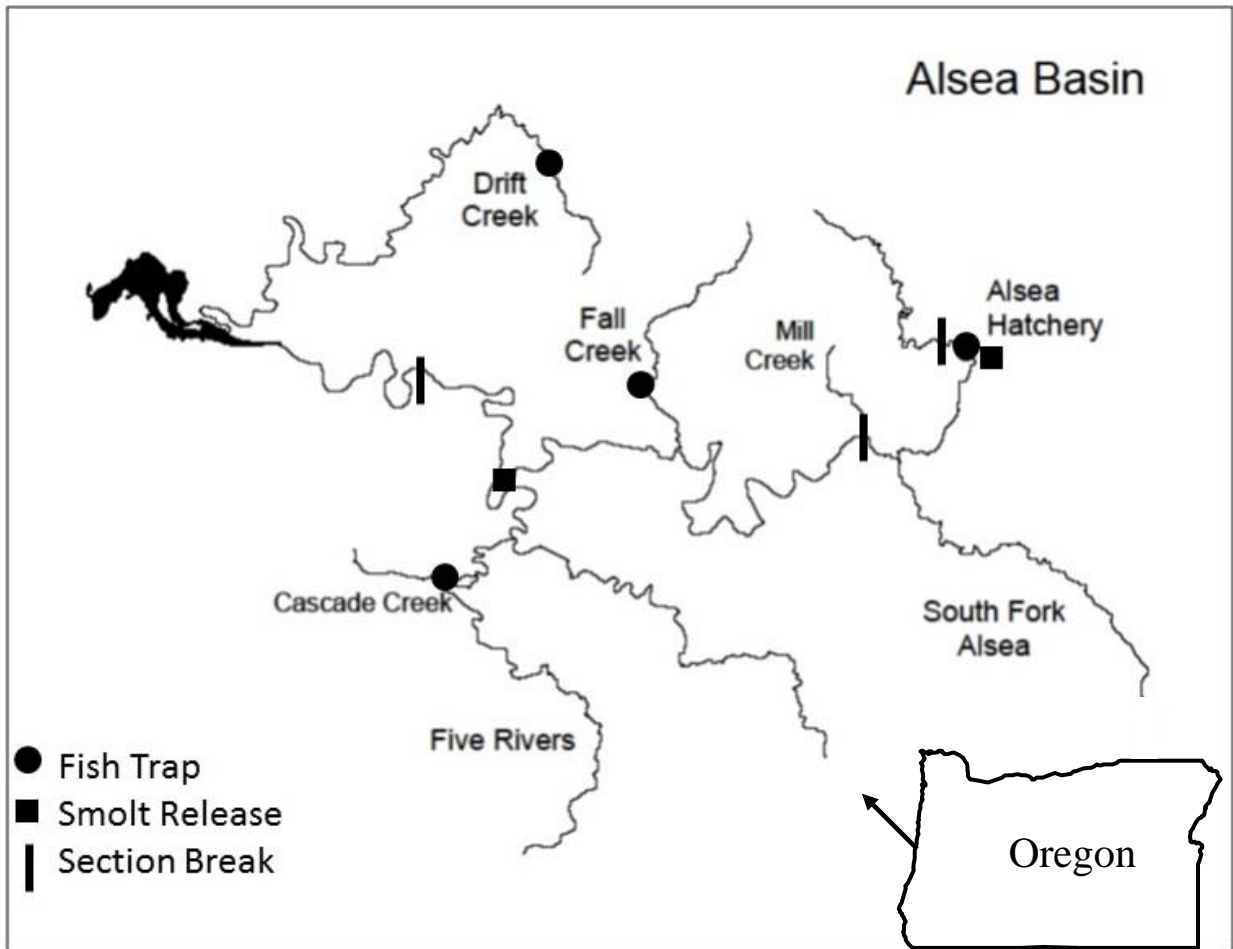 Alsea Basin
Drift
Creek
Fall
Creek
Mill
Creek
Alsea
Hatchery
Cascade Creek
South Fork
Alsea
Five Rivers
Fish Trap
Smolt Release
Section Break
Oregon